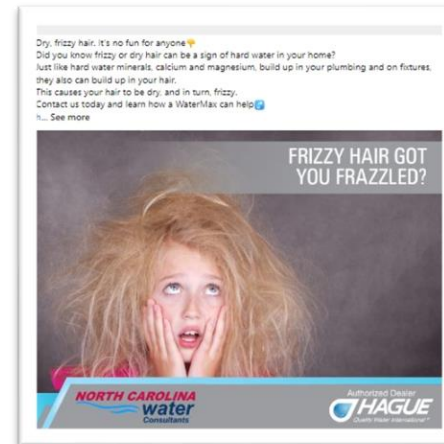 Dry, frizzy hair. It's no fun for anyone👎
Did you know frizzy or dry hair can be a sign of hard water in your home?
Just like hard water minerals, calcium and magnesium, build up in your plumbing and on fixtures,
they also can build up in your hair.
This causes your hair to be dry, and in turn, frizzy.
Contact us today and learn how a WaterMax can help
h... See more
FRIZZY HAIR GOT
YOU FRAZZLED?
NORTH CAROLINA
water
Consultants
Authorized Dealer
HAGUE
Quality Water International®